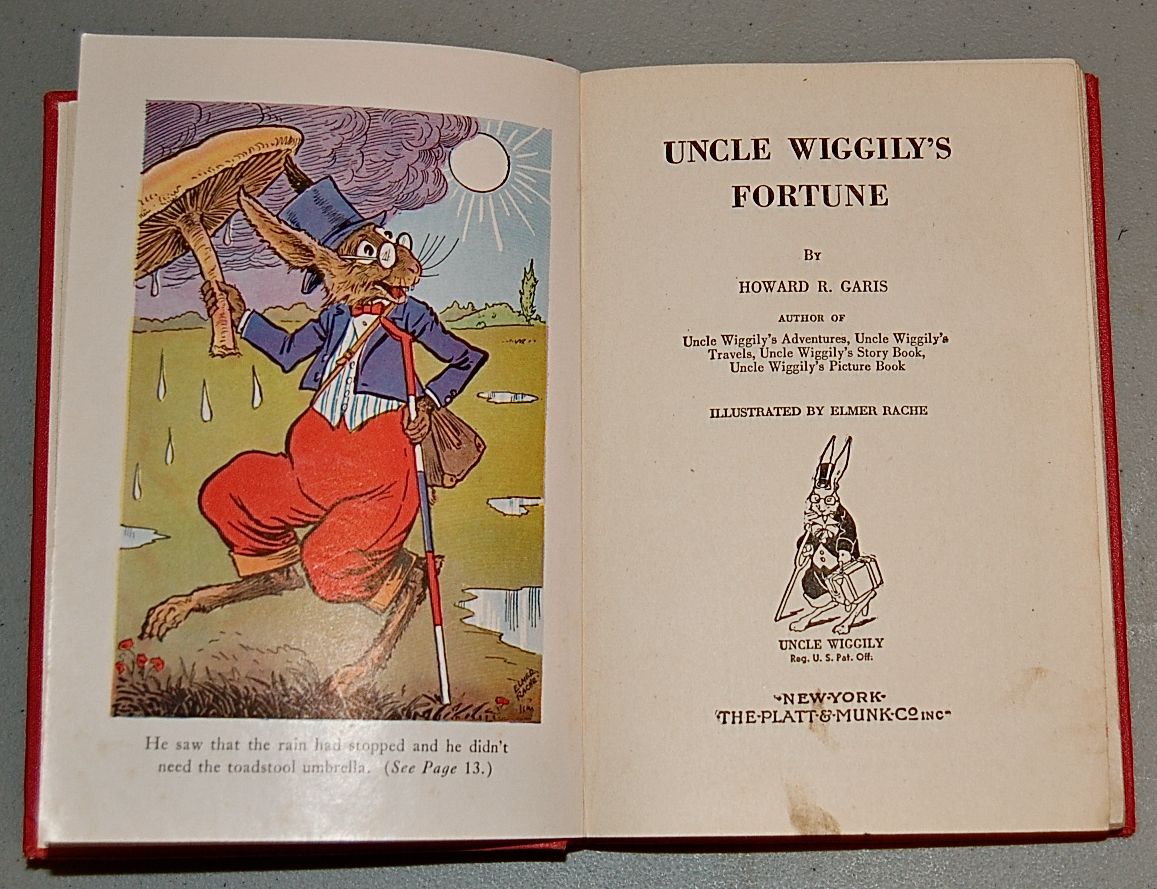 He saw that the rain had stopped and he didn't
need the toadstool umbrella. (See Page 13.)
ELMER
RACHE
UNCLE WIGGILY'S
FORTUNE
By
HOWARD R. GARIS
AUTHOR OF
Uncle Wiggily's Adventures, Uncle Wiggily's
Travels, Uncle Wiggily's Story Book,
Uncle Wiggily's Picture Book
ILLUSTRATED BY ELMER RACHE
UNCLE WIGGILY
Reg. U. S. Pat. Off.
NEW·YORK
THE·PLATT·&·MUNK·CO INC